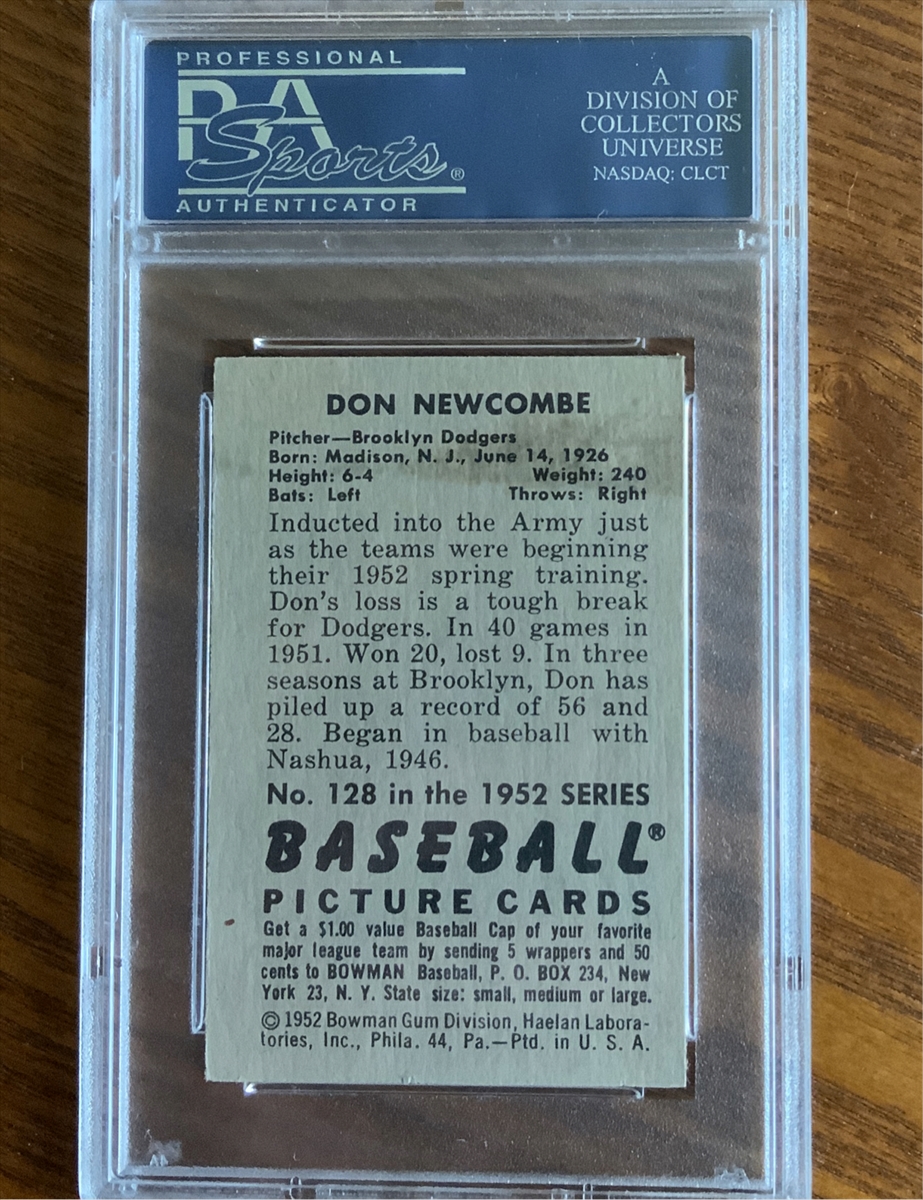 PROFESSIONAL
PSA
Sports®
AUTHENTICATOR
A
DIVISION OF
COLLECTORS
UNIVERSE
NASDAQ: CLCT
DON NEWCOMBE
Pitcher—Brooklyn Dodgers
Born: Madison, N. J., June 14, 1926
Height: 6-4 Weight: 240
Bats: Left Throws: Right
Inducted into the Army just
as the teams were beginning
their 1952 spring training.
Don's loss is a tough break
for Dodgers. In 40 games in
1951. Won 20, lost 9. In three
seasons at Brooklyn, Don has
piled up a record of 56 and
28. Began in baseball with
Nashua, 1946.
No. 128 in the 1952 SERIES
BASEBALL®
PICTURE CARDS
Get a $1.00 value Baseball Cap of your favorite
major league team by sending 5 wrappers and 50
cents to BOWMAN Baseball, P. O. BOX 234, New
York 23, N. Y. State size: small, medium or large.
© 1952 Bowman Gum Division, Haelan Labora-
tories, Inc., Phila. 44, Pa.—Ptd. in U. S. A.